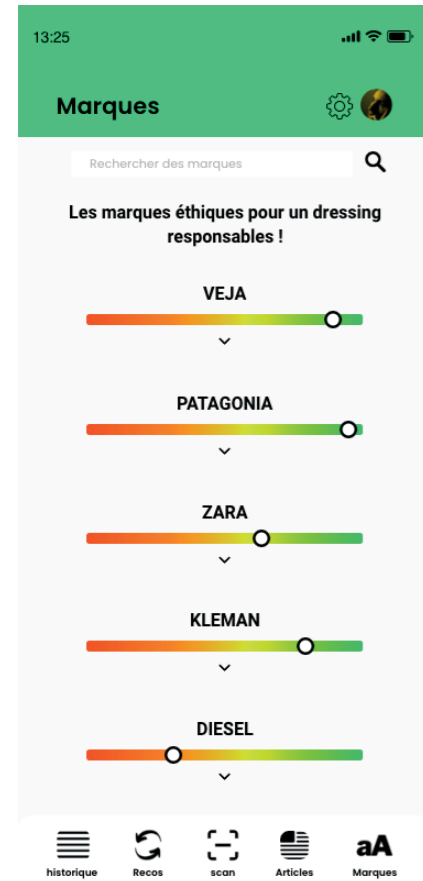 13:25
Marques
Rechercher des marques
Les marques éthiques pour un dressing
responsables !
VEJA
PATAGONIA
ZARA
KLEMAN
DIESEL
aA
historique Recos scan Articles Marques